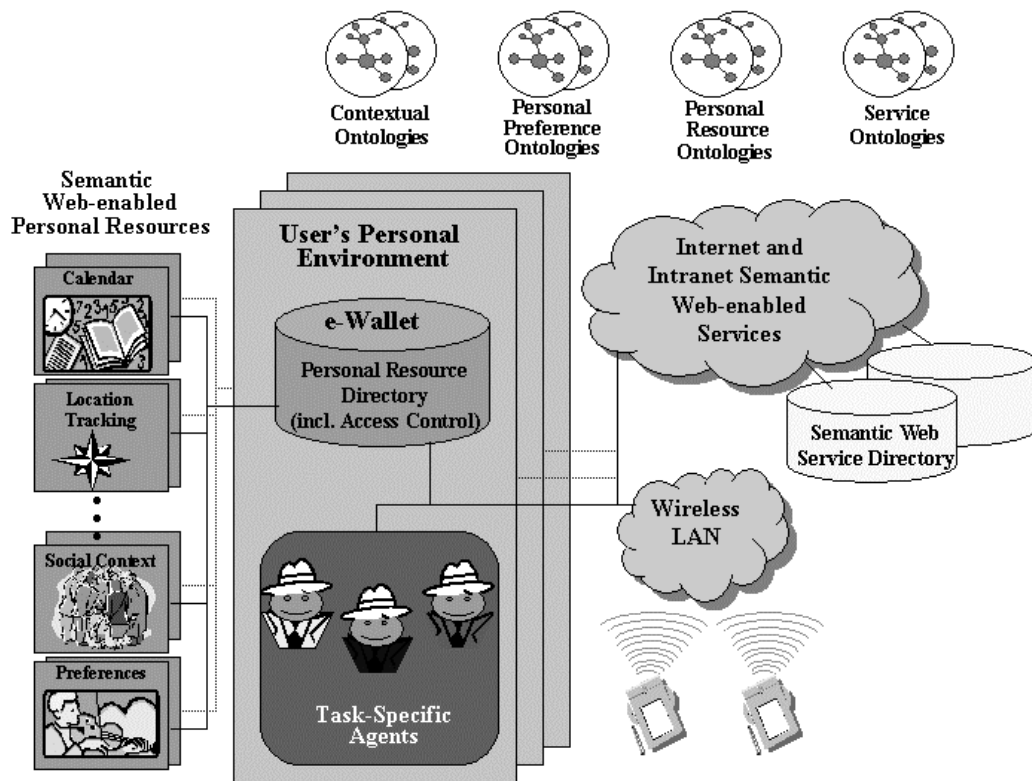 Contextual
Ontologies
Personal
Preference
Ontologies
Personal
Resource
Ontologies
Service
Ontologies
Semantic
Web-enabled
Personal Resources
Calendar
Location
Tracking
Social Context
Preferences
User's Personal
Environment
e-Wallet
Personal Resource
Directory
(incl. Access Control)
Task-Specific
Agents
Internet and
Intranet Semantic
Web-enabled
Services
Semantic Web
Service Directory
Wireless
LAN